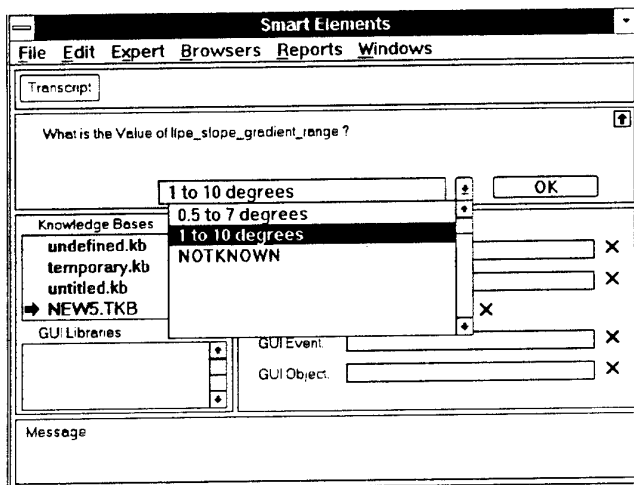 Smart Elements
File Edit Expert Browsers Reports Windows
Transcript
What is the Value of lfpe_slope_gradient_range ?
1 to 10 degrees
OK
0.5 to 7 degrees
1 to 10 degrees
NOTKNOWN
Knowledge Bases
undefined.kb
temporary.kb
untitled.kb
NEW5.TKB
GUI Libraries
GUI Event.
GUI Object.
Message